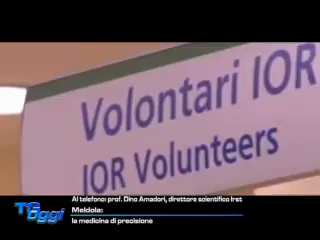 Volontari IOR
IOR Volunteers
Al telefono: prof. Dino Amadori, direttore scientifico Irst
Meldola:
la medicina di precisione
TG oggi